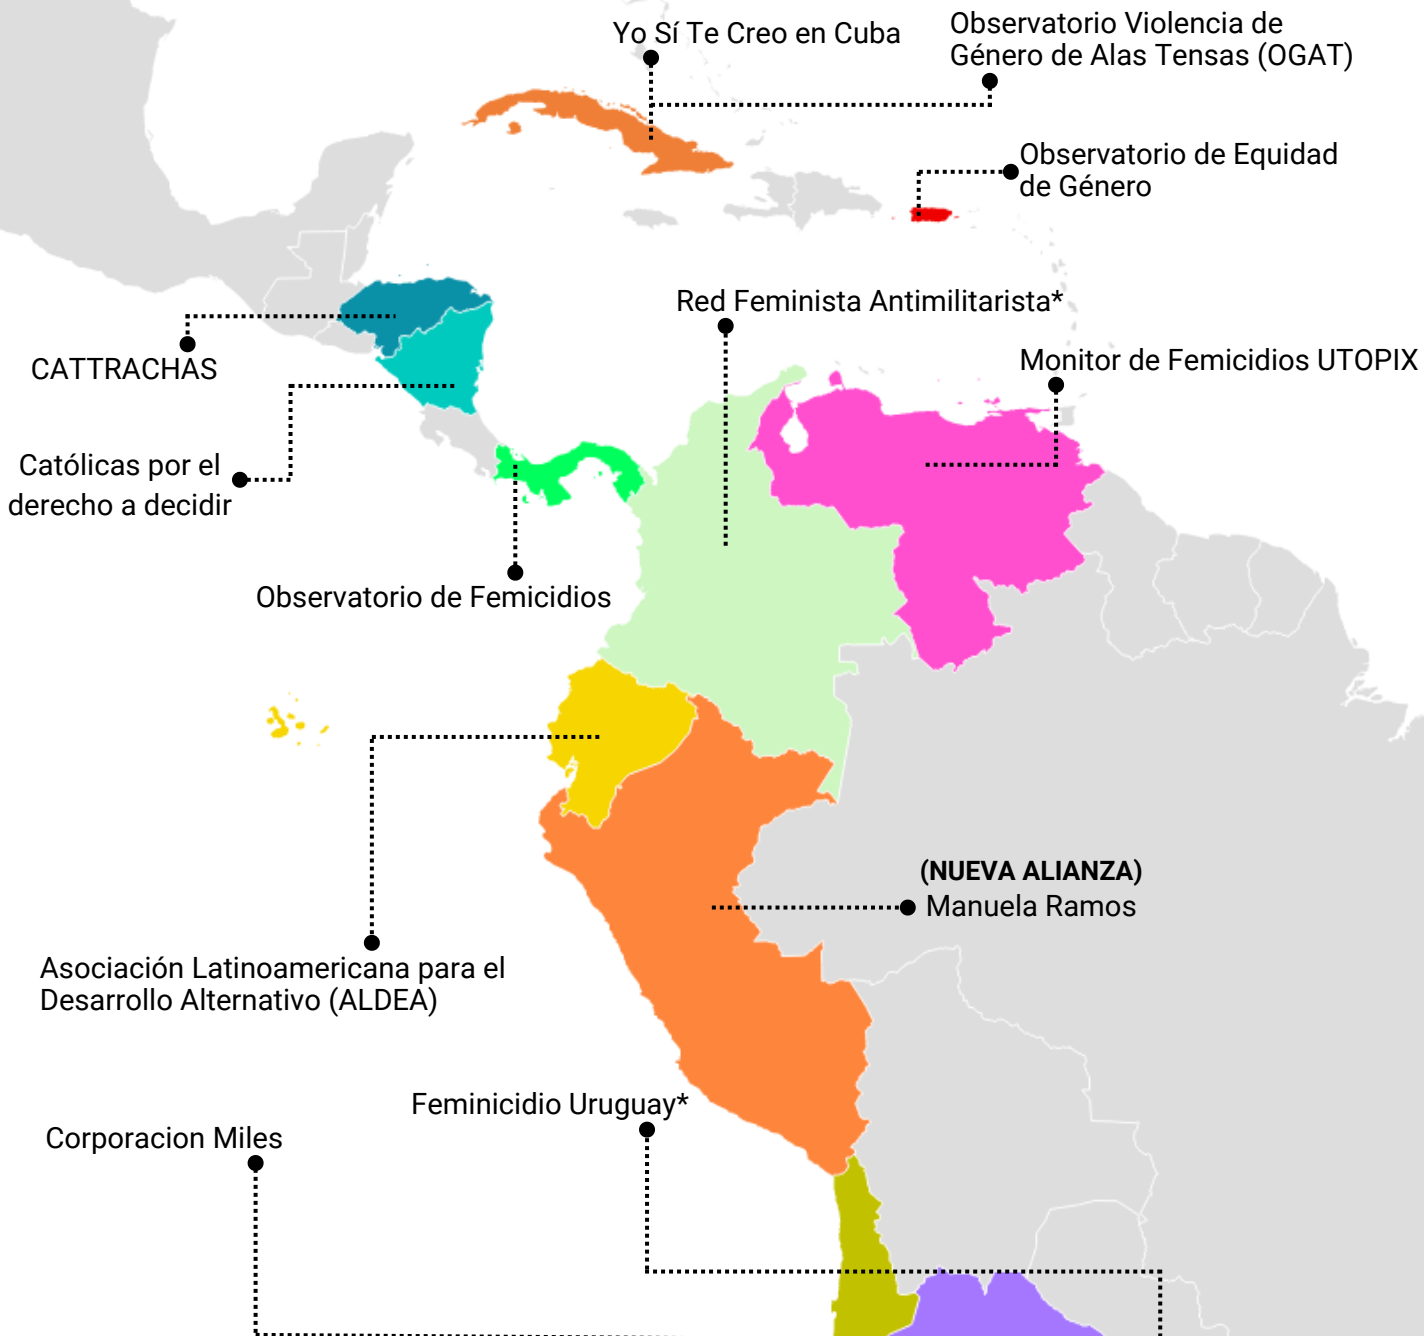 Yo Sí Te Creo en Cuba
Observatorio Violencia de
Género de Alas Tensas (OGAT)
Observatorio de Equidad
de Género
Red Feminista Antimilitarista*
Monitor de Femicidios UTOPIX
CATTRACHAS
Católicas por el
derecho a decidir
Observatorio de Femicidios
(NUEVA ALIANZA)
Manuela Ramos
Asociación Latinoamericana para el
Desarrollo Alternativo (ALDEA)
Feminicidio Uruguay*
Corporacion Miles